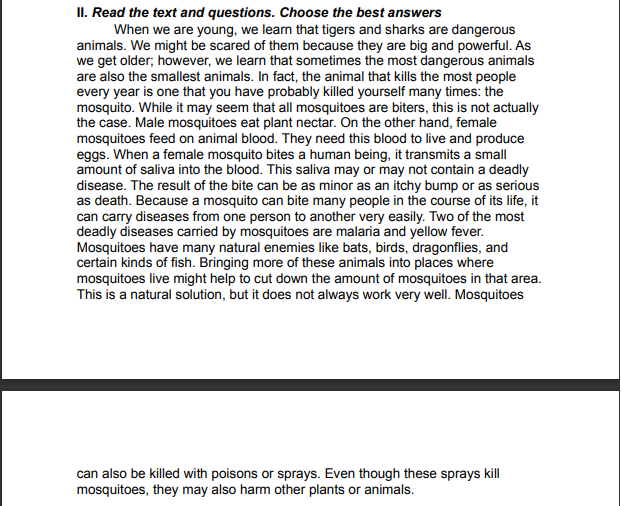 II. Read the text and questions. Choose the best answers
When we are young, we learn that tigers and sharks are dangerous
animals. We might be scared of them because they are big and powerful. As
we get older; however, we learn that sometimes the most dangerous animals
are also the smallest animals. In fact, the animal that kills the most people
every year is one that you have probably killed yourself many times: the
mosquito. While it may seem that all mosquitoes are biters, this is not actually
the case. Male mosquitoes eat plant nectar. On the other hand, female
mosquitoes feed on animal blood. They need this blood to live and produce
eggs. When a female mosquito bites a human being, it transmits a small
amount of saliva into the blood. This saliva may or may not contain a deadly
disease. The result of the bite can be as minor as an itchy bump or as serious
as death. Because a mosquito can bite many people in the course of its life, it
can carry diseases from one person to another very easily. Two of the most
deadly diseases carried by mosquitoes are malaria and yellow fever.
Mosquitoes have many natural enemies like bats, birds, dragonflies, and
certain kinds of fish. Bringing more of these animals into places where
mosquitoes live might help to cut down the amount of mosquitoes in that area.
This is a natural solution, but it does not always work very well. Mosquitoes
can also be killed with poisons or sprays. Even though these sprays kill
mosquitoes, they may also harm other plants or animals.